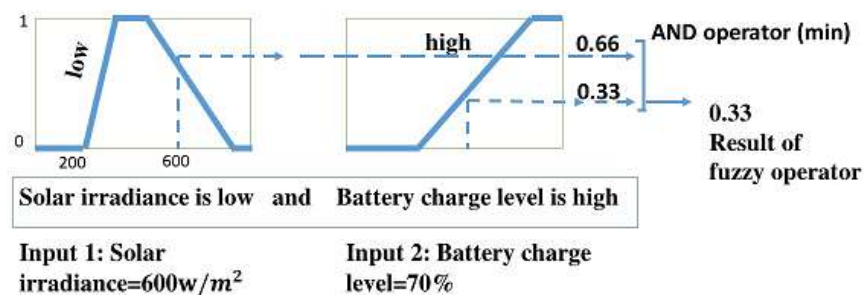 1
low
0
200
600
high
0.66
0.33
AND operator (min)
0.33
Result of
fuzzy operator
Solar irradiance is low and Battery charge level is high
Input 1: Solar
irradiance=600w/m²
Input 2: Battery charge
level=70%